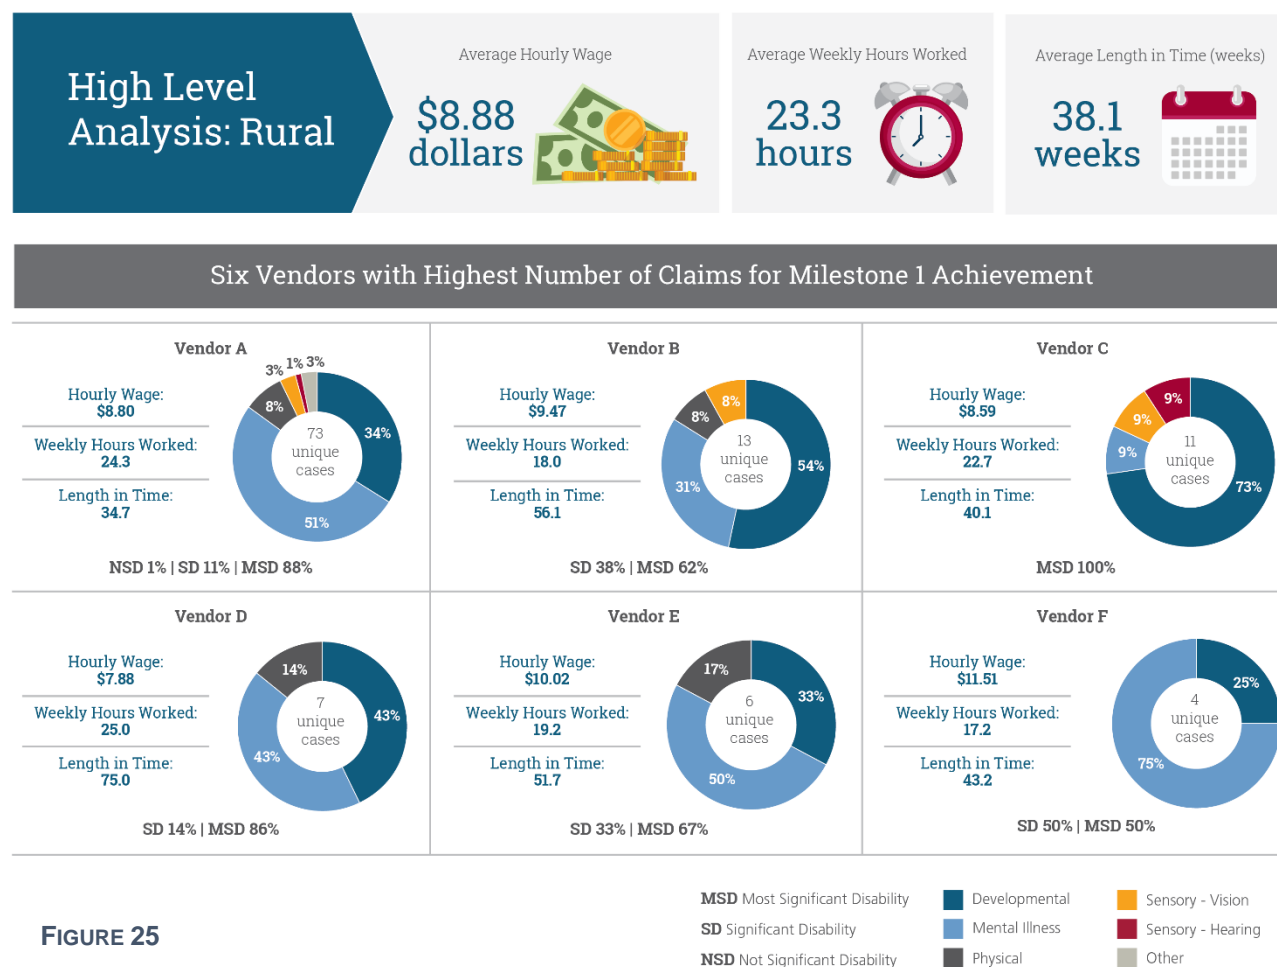 High Level
Analysis: Rural
Average Hourly Wage
$8.88
dollars
Average Weekly Hours Worked
23.3
hours
Average Length in Time (weeks)
38.1
weeks
Six Vendors with Highest Number of Claims for Milestone 1 Achievement
Vendor A
Hourly Wage:
$8.80
Weekly Hours Worked:
24.3
Length in Time:
34.7
3% 1% 3%
8%
34%
51%
73
unique
cases
NSD 1% | SD 11% | MSD 88%
Vendor B
Hourly Wage:
$9.47
Weekly Hours Worked:
18.0
Length in Time:
56.1
8%
8%
31%
54%
13
unique
cases
SD 38% | MSD 62%
Vendor C
Hourly Wage:
$8.59
Weekly Hours Worked:
22.7
Length in Time:
40.1
9%
9%
9%
73%
11
unique
cases
MSD 100%
Vendor D
Hourly Wage:
$7.88
Weekly Hours Worked:
25.0
Length in Time:
75.0
14%
43%
43%
7
unique
cases
SD 14% | MSD 86%
Vendor E
Hourly Wage:
$10.02
Weekly Hours Worked:
19.2
Length in Time:
51.7
17%
33%
50%
6
unique
cases
SD 33% | MSD 67%
Vendor F
Hourly Wage:
$11.51
Weekly Hours Worked:
17.2
Length in Time:
43.2
25%
75%
4
unique
cases
SD 50% | MSD 50%
FIGURE 25
MSD Most Significant Disability
SD Significant Disability
NSD Not Significant Disability
Developmental
Mental Illness
Physical
Sensory - Vision
Sensory - Hearing
Other